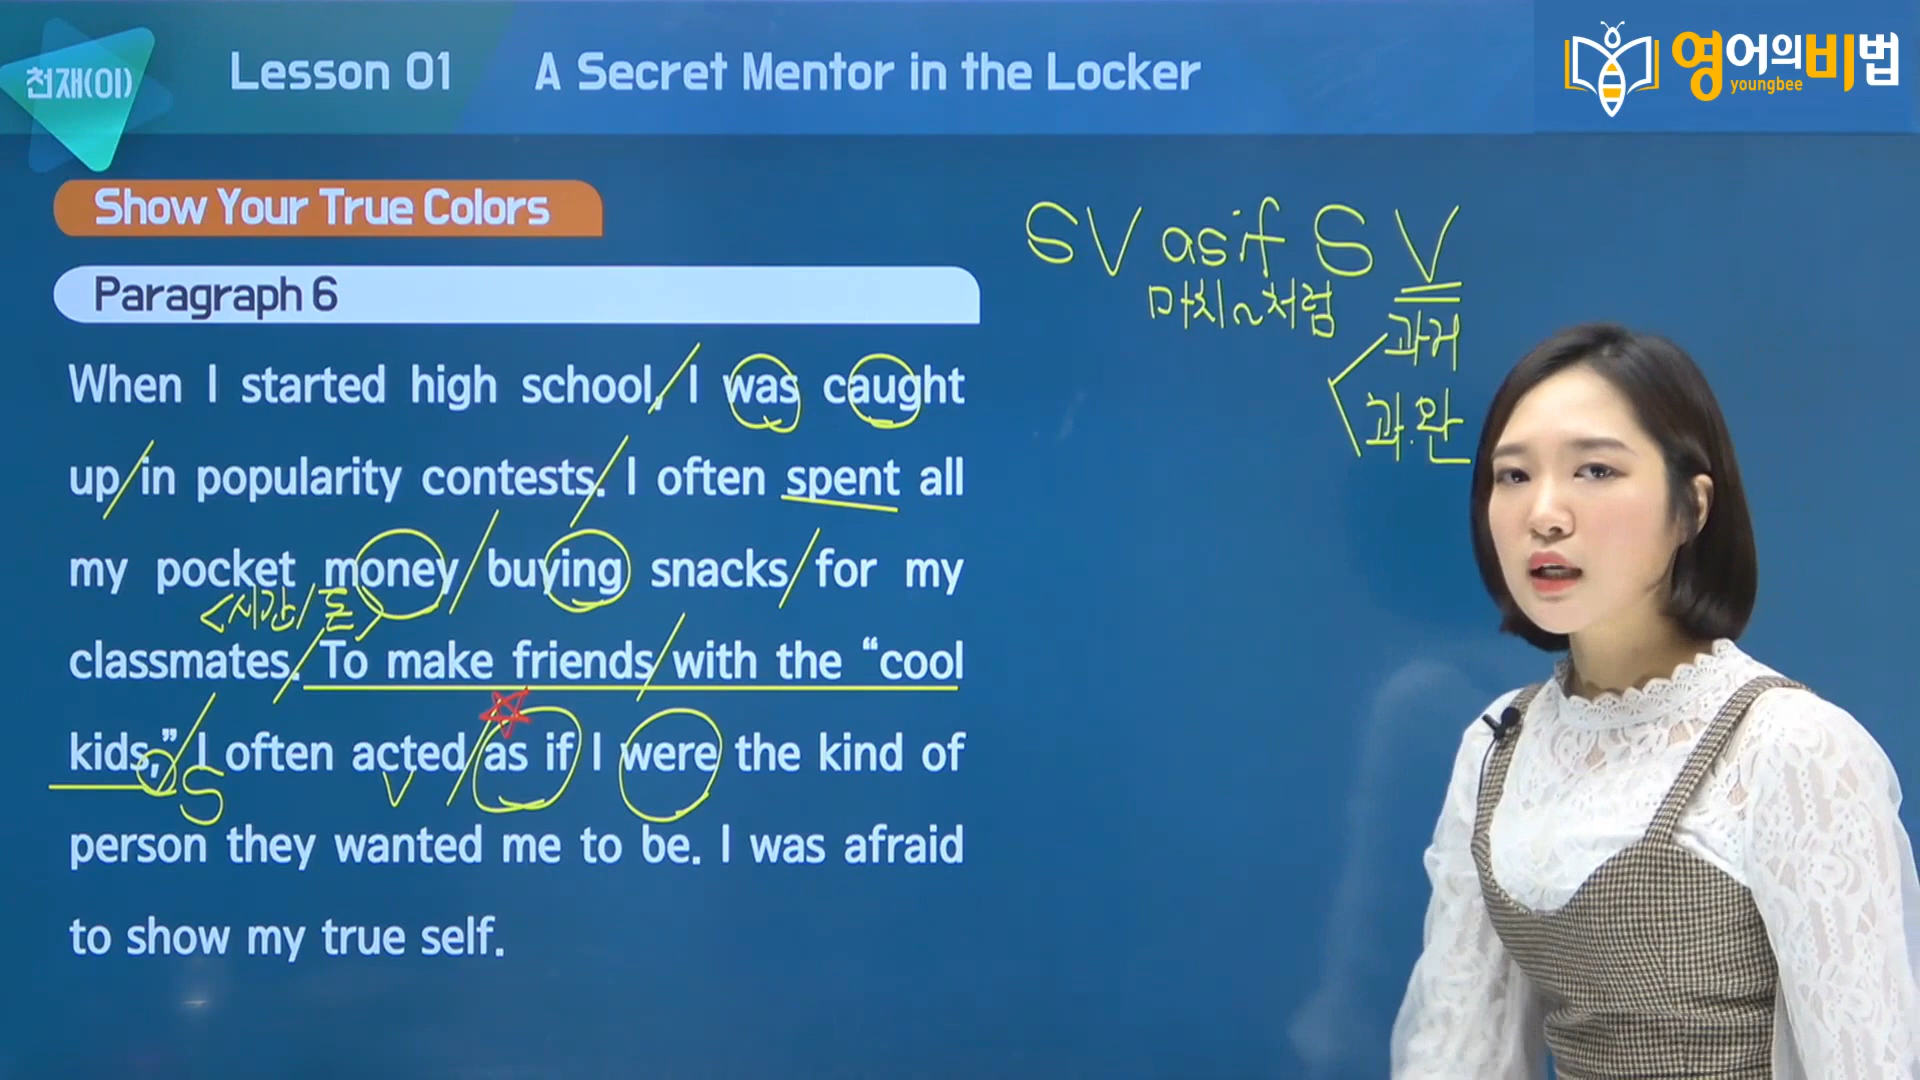 천재(이)
Lesson 01 A Secret Mentor in the Locker
영어의비법
youngbee
Show Your True Colors
Paragraph 6
When I started high school, I was caught
up in popularity contests. I often spent all
my pocket money buying snacks for my
<시간/돈>
classmates. To make friends with the “cool
kids,” I often acted as if I were the kind of
S V
person they wanted me to be. I was afraid
to show my true self.
SV as if S V
마치~처럼
과거
과.완